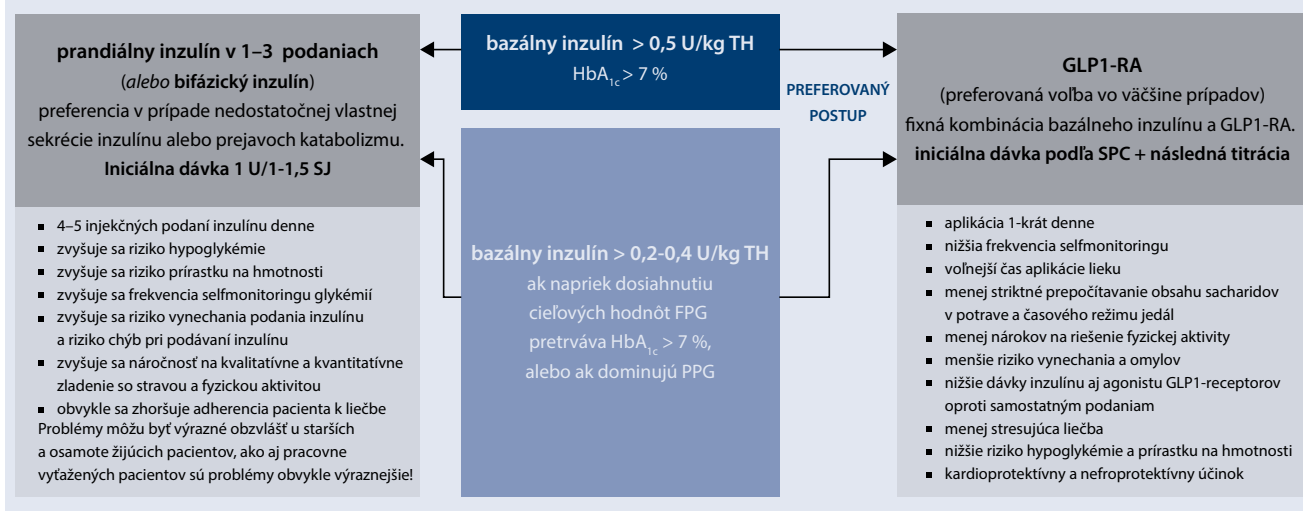 prandiálny inzulín v 1–3 podaniach
(alebo bifázický inzulín)
preferencia v prípade nedostatočnej vlastnej
sekrécie inzulínu alebo prejavoch katabolizmu.
Iniciálna dávka 1 U/1-1,5 SJ
▪ 4–5 injekčných podaní inzulínu denne
▪ zvyšuje sa riziko hypoglykémie
▪ zvyšuje sa riziko prírastku na hmotnosti
▪ zvyšuje sa frekvencia selfmonitoringu glykémií
▪ zvyšuje sa riziko vynechania podania inzulínu
a riziko chýb pri podávaní inzulínu
▪ zvyšuje sa náročnosť na kvalitatívne a kvantitatívne
zladenie so stravou a fyzickou aktivitou
▪ obvykle sa zhoršuje adherencia pacienta k liečbe
Problémy môžu byť výrazné obzvlášť u starších
a osamote žijúcich pacientov, ako aj pracovne
vyťažených pacientov sú problémy obvykle výraznejšie!
bazálny inzulín > 0,5 U/kg TH
HbA1c > 7 %
bazálny inzulín > 0,2-0,4 U/kg TH
ak napriek dosiahnutiu
cieľových hodnôt FPG
pretrváva HbA1c > 7 %,
alebo ak dominujú PPG
PREFEROVANÝ
POSTUP
GLP1-RA
(preferovaná voľba vo väčšine prípadov)
fixná kombinácia bazálneho inzulínu a GLP1-RA.
iniciálna dávka podľa SPC + následná titrácia
▪ aplikácia 1-krát denne
▪ nižšia frekvencia selfmonitoringu
▪ voľnejší čas aplikácie lieku
▪ menej striktné prepočítavanie obsahu sacharidov
v potrave a časového režimu jedál
▪ menej nárokov na riešenie fyzickej aktivity
▪ menšie riziko vynechania a omylov
▪ nižšie dávky inzulínu aj agonistu GLP1-receptorov
oproti samostatným podaniam
▪ menej stresujúca liečba
▪ nižšie riziko hypoglykémie a prírastku na hmotnosti
▪ kardioprotektívny a nefroprotektívny účinok